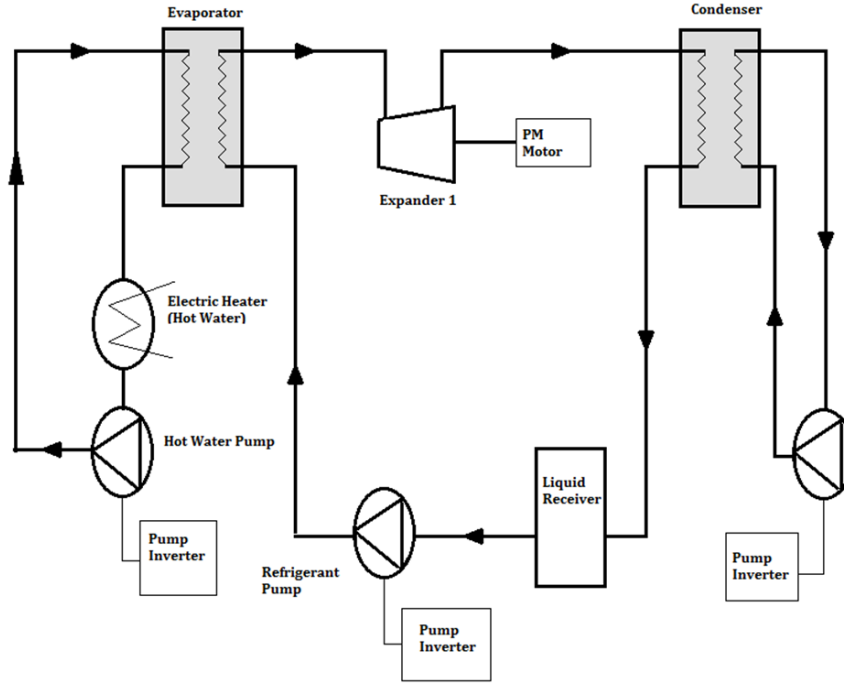 Evaporator
Condenser
PM
Motor
Expander 1
Electric Heater
(Hot Water)
Hot Water Pump
Liquid
Receiver
Pump
Inverter
Refrigerant
Pump
Pump
Inverter
Pump
Inverter